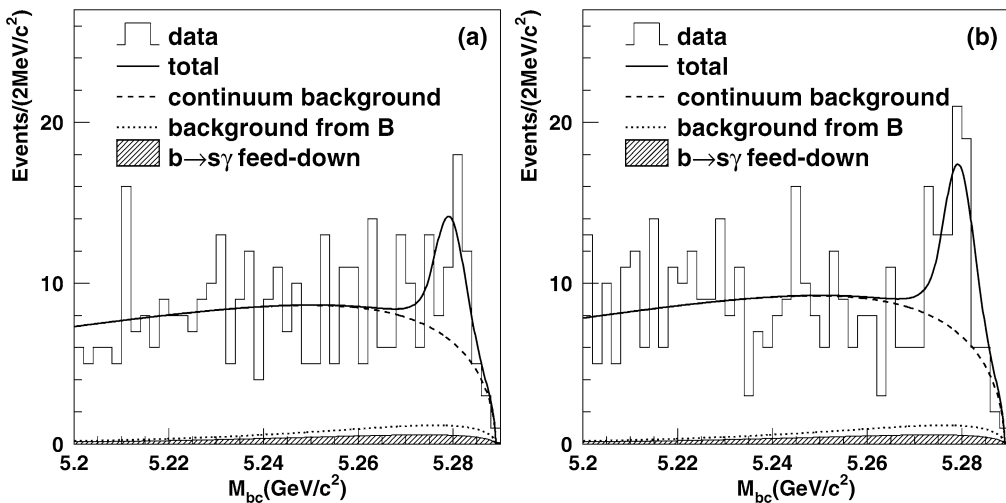 Events/(2MeV/c²)
data
(a)
total
continuum background
background from B
b→sγ feed-down
20
10
0
5.2 5.22 5.24 5.26 5.28
M_bc(GeV/c²)
Events/(2MeV/c²)
data
(b)
total
continuum background
background from B
b→sγ feed-down
20
10
0
5.2 5.22 5.24 5.26 5.28
M_bc(GeV/c²)